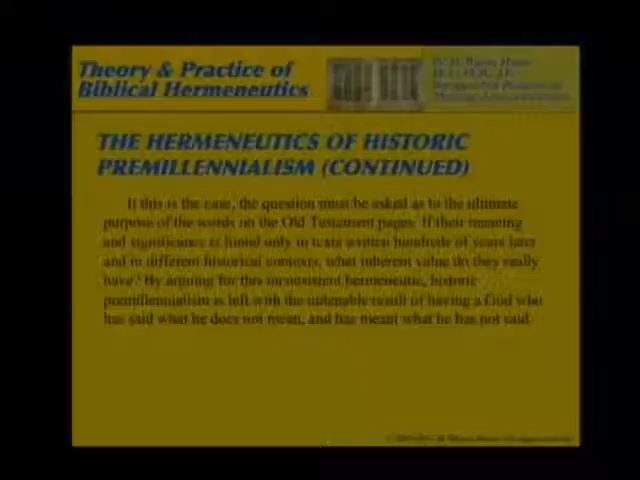 Theory & Practice of
Biblical Hermeneutics
THE HERMENEUTICS OF HISTORIC
PREMILLENNIALISM (CONTINUED)
If this is the case, the question must be asked as to the ultimate
purpose of the words on the Old Testament pages. If their meaning
and significance is found only in texts written hundreds of years later
and in different historical contexts, what inherent value do they really
have? By arguing for this inconsistent hermeneutic, historic
premillennialism is left with the untenable result of having a God who
has said what he does not mean, and has meant what he has not said.